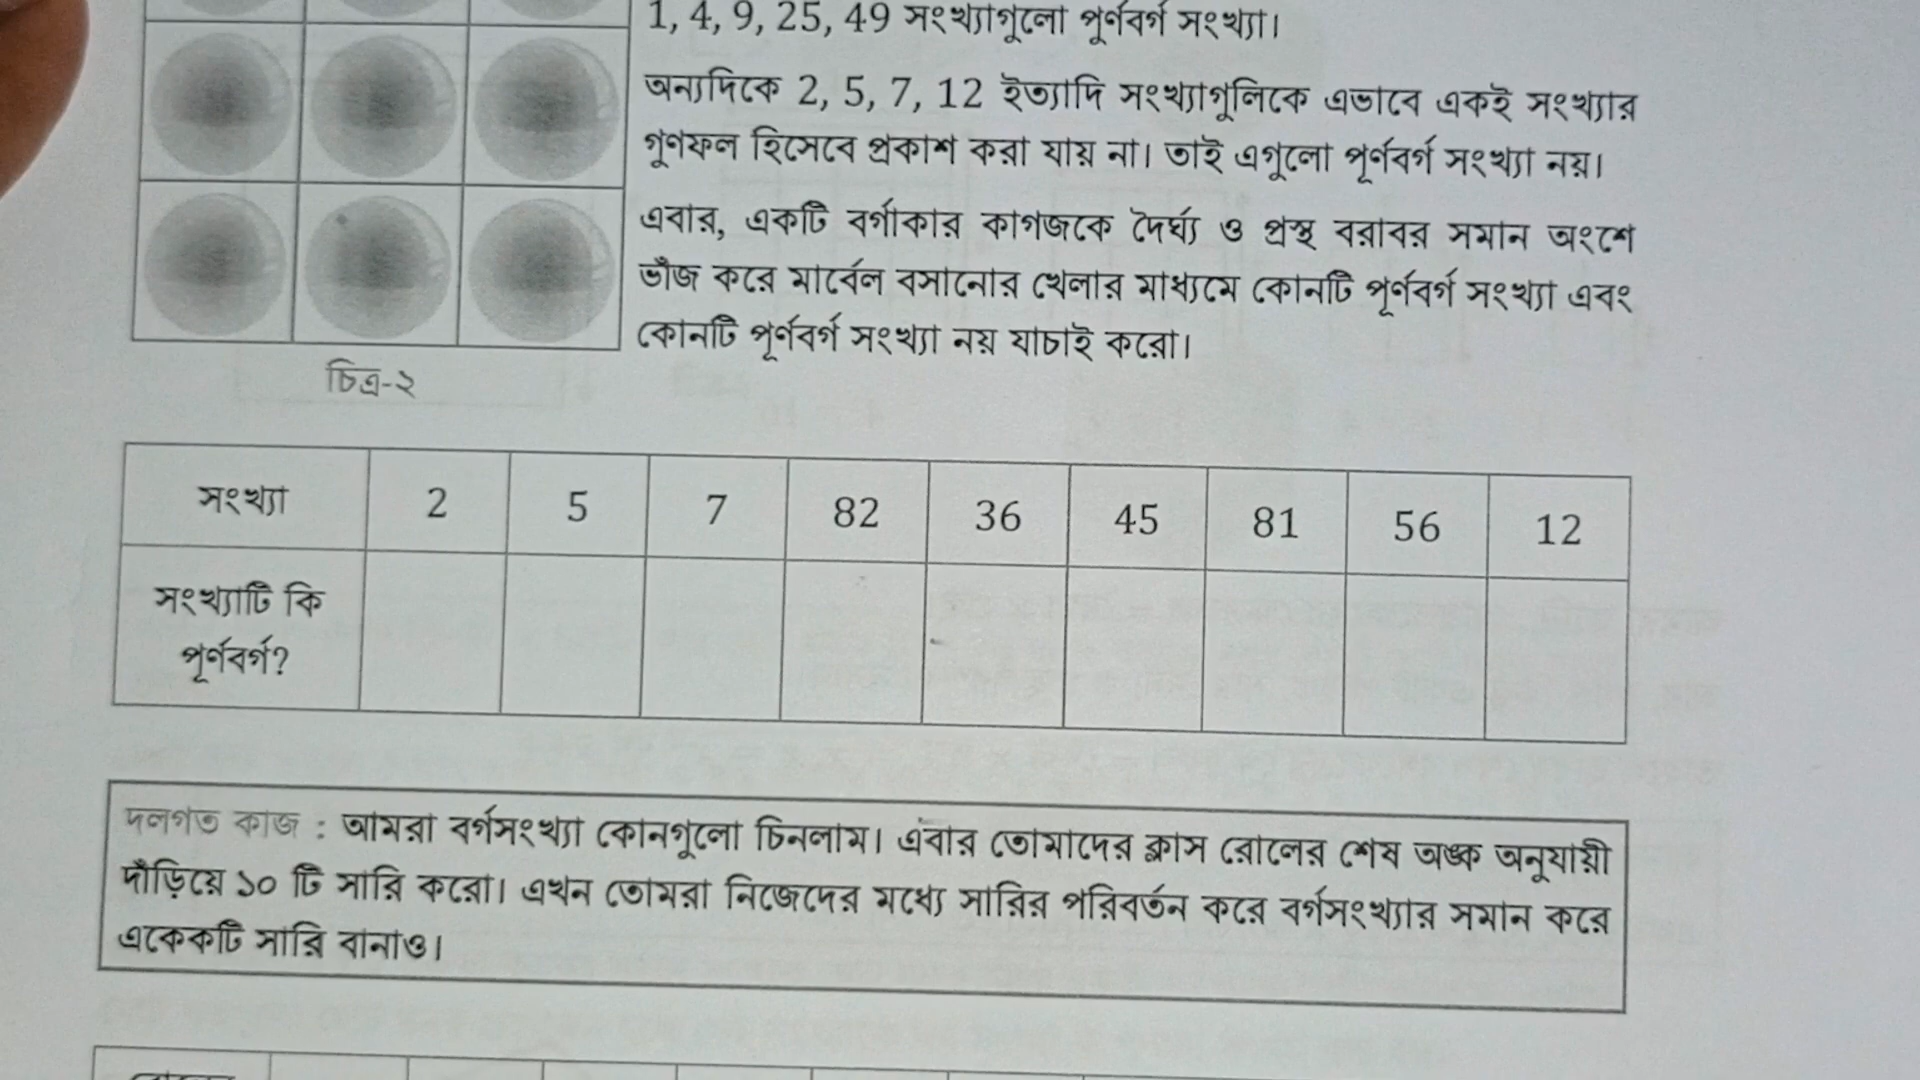 1, 4, 9, 25, 49 সংখ্যাগুলো পূর্ণবর্গ সংখ্যা।
অন্যদিকে 2, 5, 7, 12 ইত্যাদি সংখ্যাগুলিকে এভাবে একই সংখ্যার
গুণফল হিসেবে প্রকাশ করা যায় না। তাই এগুলো পূর্ণবর্গ সংখ্যা নয়।
এবার, একটি বর্গাকার কাগজকে দৈর্ঘ্য ও প্রস্থ বরাবর সমান অংশে
ভাঁজ করে মার্বেল বসানোর খেলার মাধ্যমে কোনটি পূর্ণবর্গ সংখ্যা এবং
কোনটি পূর্ণবর্গ সংখ্যা নয় যাচাই করো।
চিত্র-২
সংখ্যা 2 5 7 82 36 45 81 56 12
সংখ্যাটি কি
পূর্ণবর্গ?
দলগত কাজ : আমরা বর্গসংখ্যা কোনগুলো চিনলাম। এবার তোমাদের ক্লাস রোলের শেষ অঙ্ক অনুযায়ী
দাঁড়িয়ে ১০ টি সারি করো। এখন তোমরা নিজেদের মধ্যে সারির পরিবর্তন করে বর্গসংখ্যার সমান করে
একেকটি সারি বানাও।